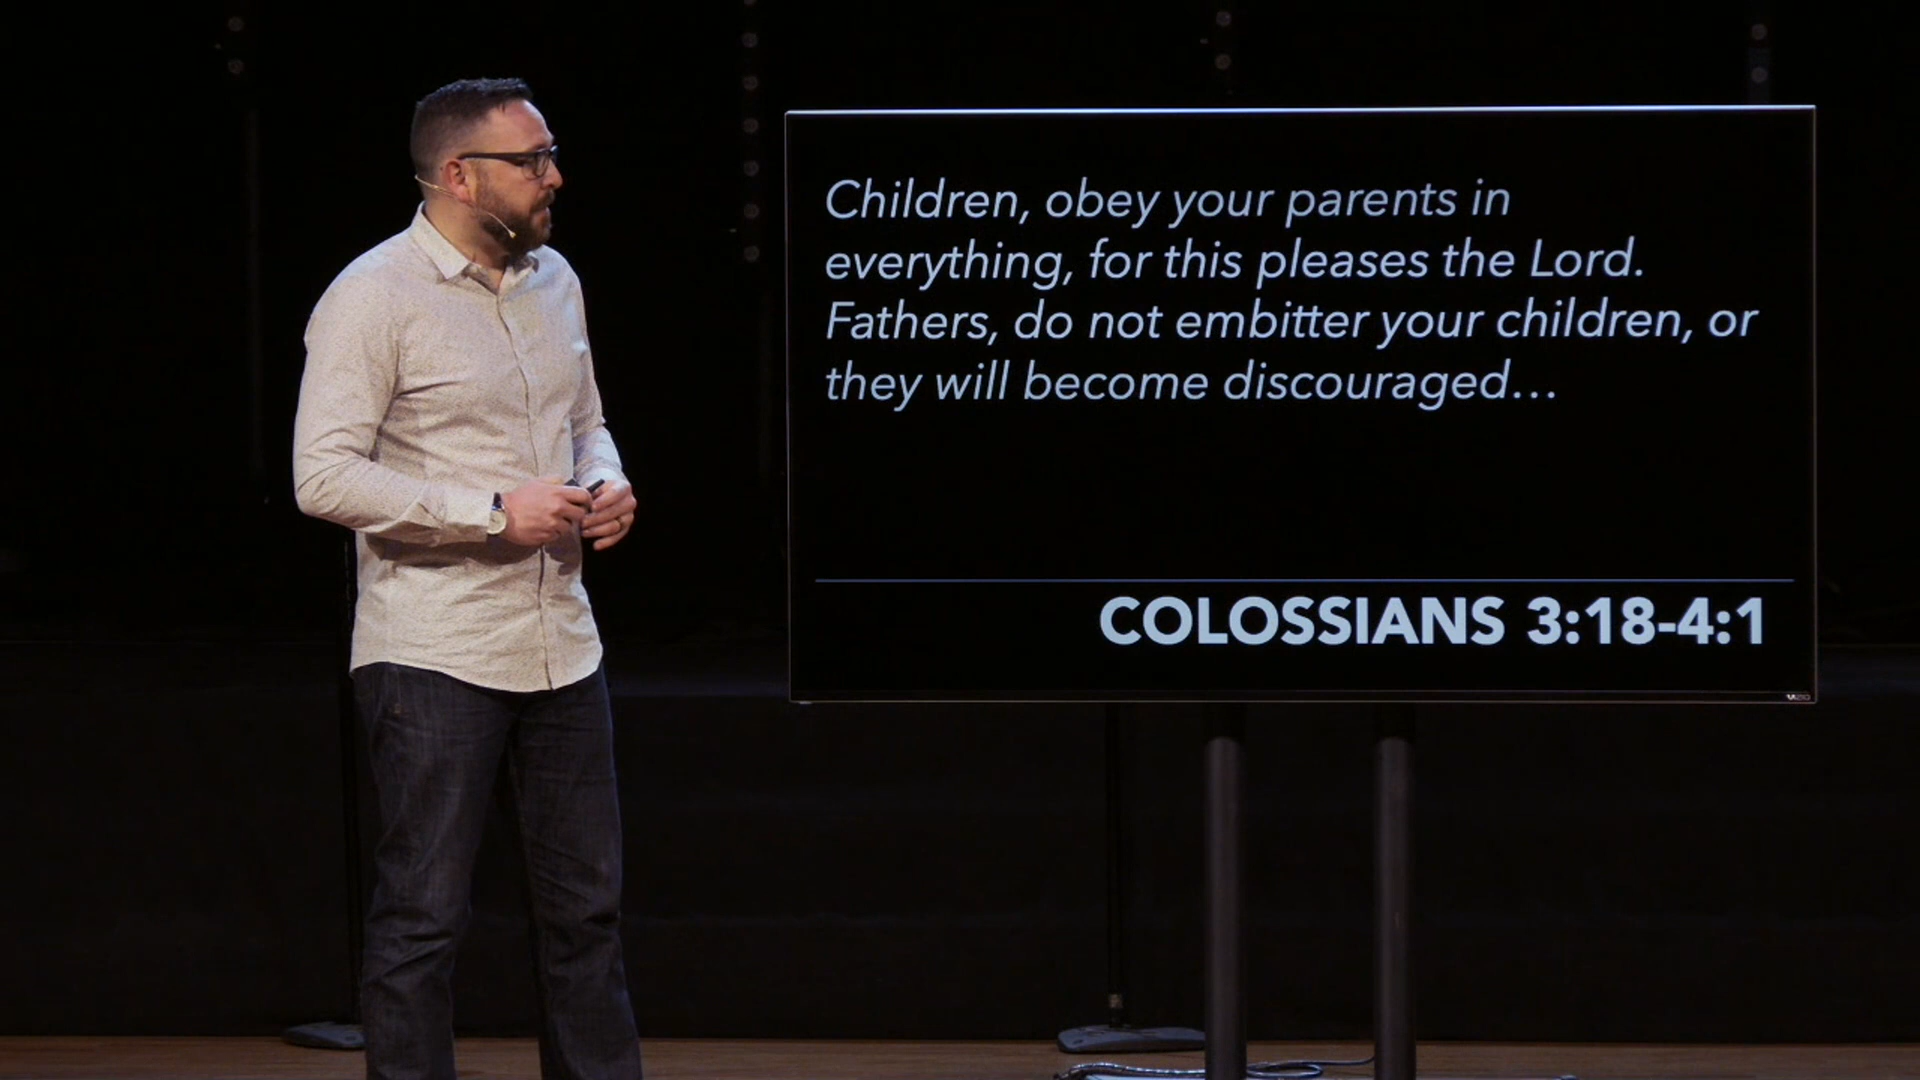 Children, obey your parents in
everything, for this pleases the Lord.
Fathers, do not embitter your children, or
they will become discouraged...
COLOSSIANS 3:18-4:1
VIZIO